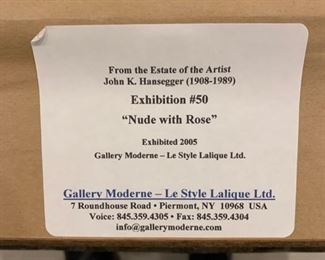 From the Estate of the Artist
John K. Hansegger (1908-1989)
Exhibition #50
“Nude with Rose”
Exhibited 2005
Gallery Moderne – Le Style Lalique Ltd.
Gallery Moderne – Le Style Lalique Ltd.
7 Roundhouse Road • Piermont, NY 10968 USA
Voice: 845.359.4305 • Fax: 845.359.4304
info@gallerymoderne.com